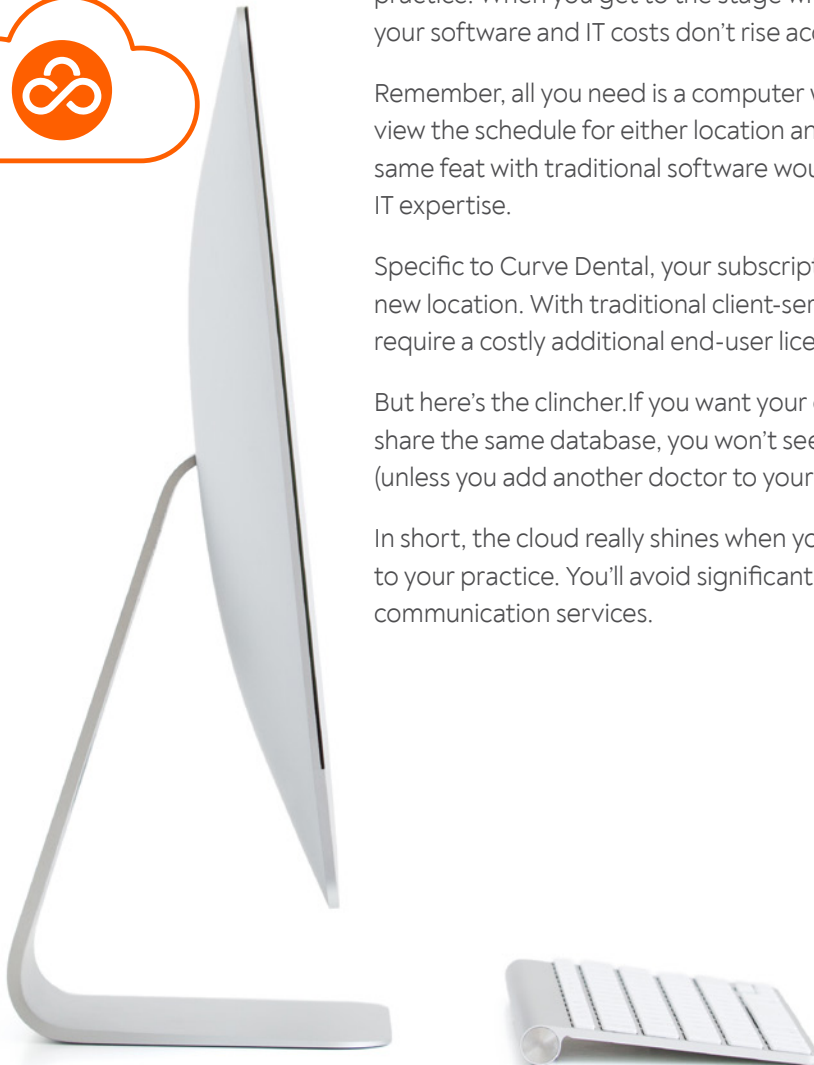 practice. When you get to the stage w
your software and IT costs don’t rise acc
Remember, all you need is a computer w
view the schedule for either location an
same feat with traditional software wou
IT expertise.
Specific to Curve Dental, your subscript
new location. With traditional client-ser
require a costly additional end-user lice
But here’s the clincher.If you want your
share the same database, you won’t see
(unless you add another doctor to your
In short, the cloud really shines when yo
to your practice. You’ll avoid significant
communication services.